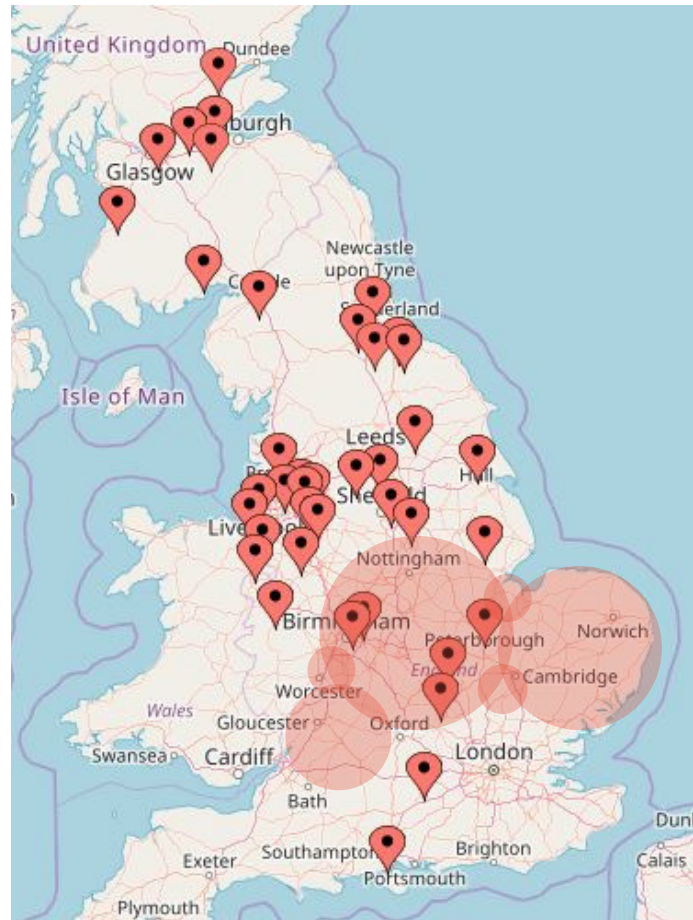 United Kingdom
Dundee
burgh
Glasgow
Newcastle
upon Tyne
Isle of Man
Leeds
Nottingham
Peterborough
Norwich
England
Cambridge
Worcester
Wales
Gloucester
Oxford
Swansea
Cardiff
London
Bath
Southampton
Brighton
Portsmouth
Exeter
Calais
Plymouth